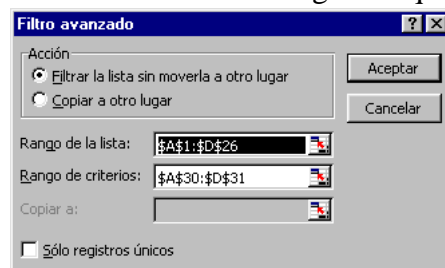 Filtro avanzado
Acción
Filtrar la lista sin moverla a otro lugar
Copiar a otro lugar
Aceptar
Cancelar
Rango de la lista: $A$1:$D$26
Rango de criterios: $A$30:$D$31
Copiar a:
Sólo registros únicos